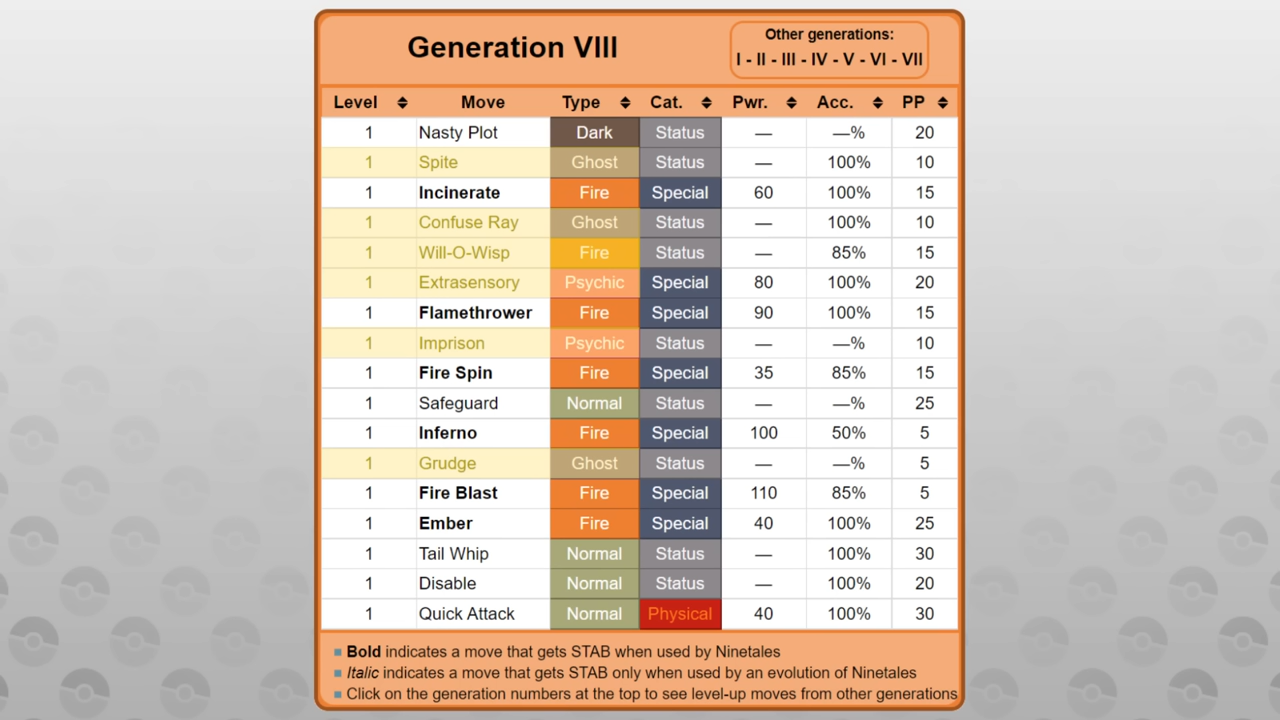 Generation VIII
Other generations:
I - II - III - IV - V - VI - VII
Level Move Type Cat. Pwr. Acc. PP
1 Nasty Plot Dark Status — —% 20
1 Spite Ghost Status — 100% 10
1 Incinerate Fire Special 60 100% 15
1 Confuse Ray Ghost Status — 100% 10
1 Will-O-Wisp Fire Status — 85% 15
1 Extrasensory Psychic Special 80 100% 20
1 Flamethrower Fire Special 90 100% 15
1 Imprison Psychic Status — —% 10
1 Fire Spin Fire Special 35 85% 15
1 Safeguard Normal Status — —% 25
1 Inferno Fire Special 100 50% 5
1 Grudge Ghost Status — —% 5
1 Fire Blast Fire Special 110 85% 5
1 Ember Fire Special 40 100% 25
1 Tail Whip Normal Status — 100% 30
1 Disable Normal Status — 100% 20
1 Quick Attack Normal Physical 40 100% 30
Bold indicates a move that gets STAB when used by Ninetales
Italic indicates a move that gets STAB only when used by an evolution of Ninetales
Click on the generation numbers at the top to see level-up moves from other generations